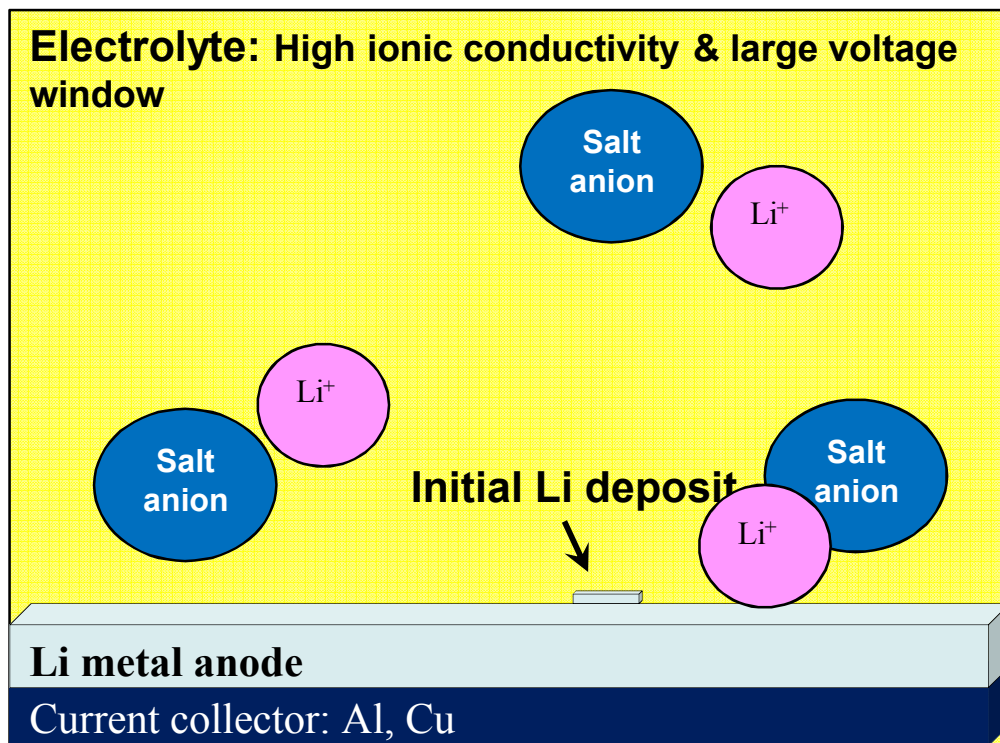 Electrolyte: High ionic conductivity & large voltage
window
Salt
anion
Li⁺
Li⁺
Salt
anion
Salt
anion
Initial Li deposit
Li⁺
Li metal anode
Current collector: Al, Cu